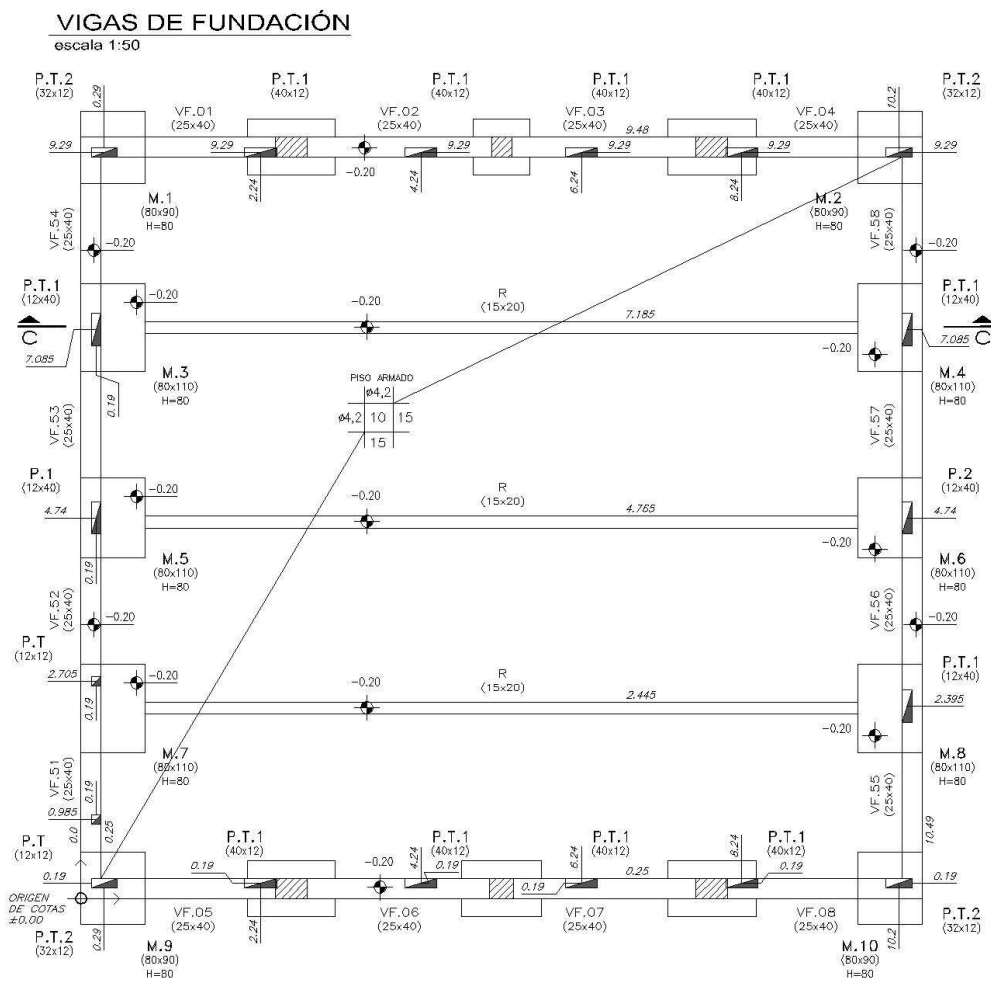 VIGAS DE FUNDACIÓN
escala 1:50
P.T.2
(32x12)
0.29
P.T.1
(40x12)
P.T.1
(40x12)
P.T.1
(40x12)
P.T.1
(40x12)
10.2
P.T.2
(32x12)
VF.01
(25x40)
VF.02
(25x40)
VF.03
(25x40)
VF.04
(25x40)
9.48
9.29
9.29
9.29
9.29
9.29
9.29
-0.20
2.24
4.24
6.24
8.24
M.1
(80x90)
H=80
M.2
(80x90)
H=80
VF.54
(25x40)
VF.58
(25x40)
-0.20
-0.20
P.T.1
(12x40)
-0.20
-0.20
R
(15x20)
P.T.1
(12x40)
C
7.185
C
7.085
-0.20
7.085
M.3
(80x110)
H=80
0.19
PISO ARMADO
ø4,2
ø4,2 10 15
15
M.4
(80x110)
H=80
VF.53
(25x40)
VF.57
(25x40)
P.1
(12x40)
-0.20
-0.20
R
(15x20)
P.2
(12x40)
4.74
4.765
4.74
-0.20
0.19
M.5
(80x110)
H=80
M.6
(80x110)
H=80
VF.52
(25x40)
VF.56
(25x40)
-0.20
-0.20
P.T
(12x12)
2.705
-0.20
-0.20
R
(15x20)
P.T.1
(12x40)
0.19
2.445
2.395
-0.20
M.7
(80x110)
H=80
M.8
(80x110)
H=80
VF.51
(25x40)
0.19
VF.55
(25x40)
0.985
0.0
0.25
10.49
P.T
(12x12)
P.T.1
(40x12)
P.T.1
(40x12)
P.T.1
(40x12)
P.T.1
(40x12)
4.24
6.24
8.24
0.19
0.19
-0.20
0.19
0.19
0.25
0.19
0.19
ORIGEN
DE COTAS
±0,00
VF.05
(25x40)
VF.06
(25x40)
VF.07
(25x40)
VF.08
(25x40)
P.T.2
(32x12)
0.29
M.9
(80x90)
H=80
2.24
M.10
(80x90)
H=80
10.2
P.T.2
(32x12)